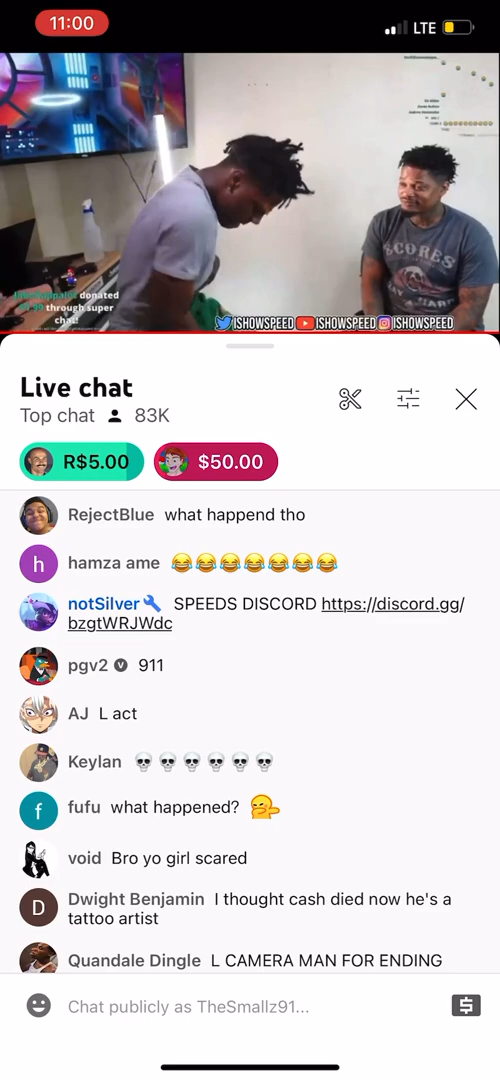 11:00
LTE
SCORES
donated
through super
chat!
ISHOWSPEED ISHOWSPEED ISHOWSPEED
Live chat
Top chat 83K
R$5.00 $50.00
RejectBlue what happend tho
h hamza ame 😂😂😂😂😂😂😂
notSilver🔧 SPEEDS DISCORD https://discord.gg/
bzgtWRJWdc
pgv2 911
AJ L act
Keylan 💀💀💀💀💀💀
f fufu what happened? 🤧
void Bro yo girl scared
D Dwight Benjamin I thought cash died now he's a
tattoo artist
Quandale Dingle L CAMERA MAN FOR ENDING
Chat publicly as TheSmallz91...